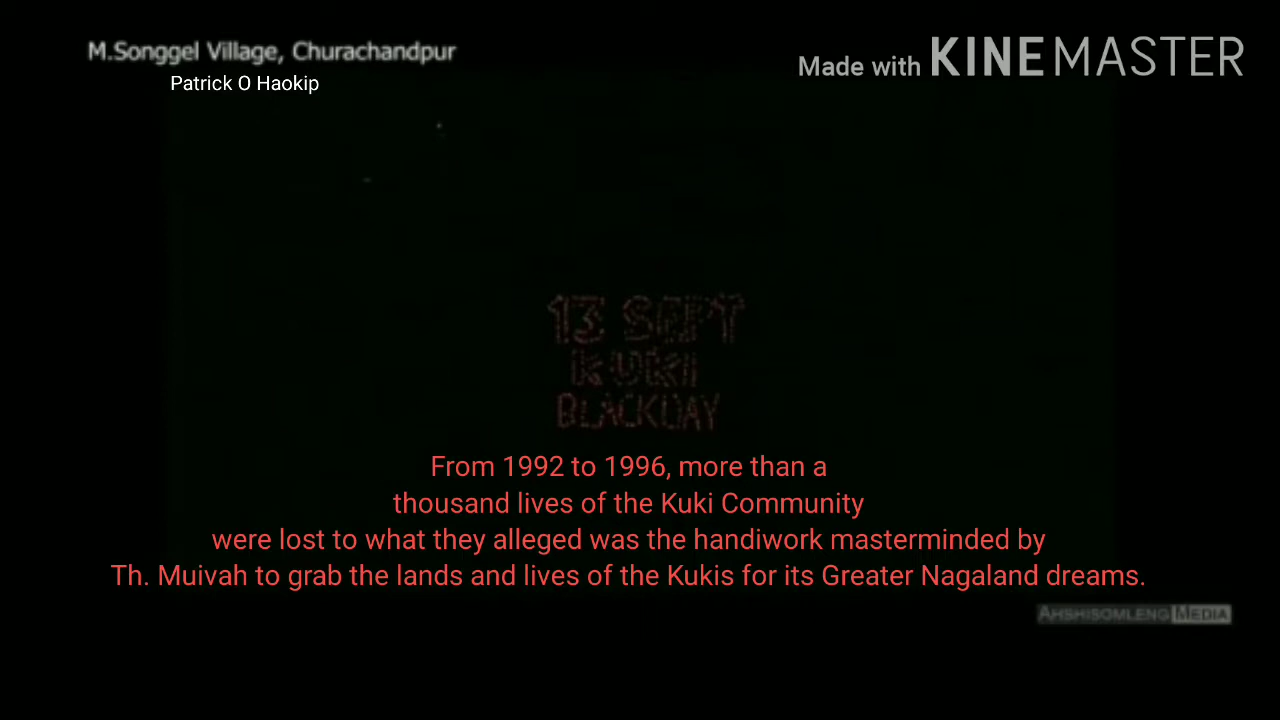 M.Songgel Village, Churachandpur
Patrick O Haokip
Made with KINEMASTER
13 SEPT
KUKI
BLACKDAY
From 1992 to 1996, more than a
thousand lives of the Kuki Community
were lost to what they alleged was the handiwork masterminded by
Th. Muivah to grab the lands and lives of the Kukis for its Greater Nagaland dreams.
AHSHISOMLENG MEDIA